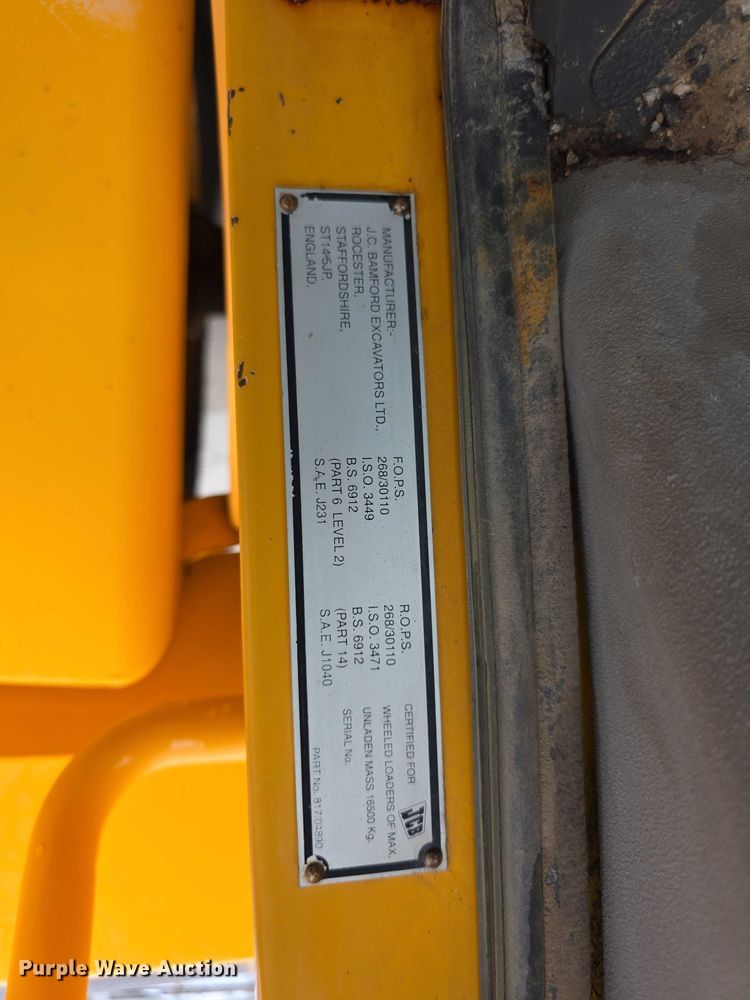 MANUFACTURER:-
J.C. BAMFORD EXCAVATORS LTD.,
ROCESTER,
STAFFORDSHIRE,
ST14 5JP,
ENGLAND.
F.O.P.S.
268/30110
I.S.O. 3449
B.S. 6912
(PART 6 LEVEL 2)
S.A.E. J231
R.O.P.S.
268/30110
I.S.O. 3471
B.S. 6912
(PART 14)
S.A.E. J1040
CERTIFIED FOR
WHEELED LOADERS OF MAX.
UNLADEN MASS 16500 Kg.
SERIAL No.
PART No. 817/04890
JCB
Purple Wave Auction